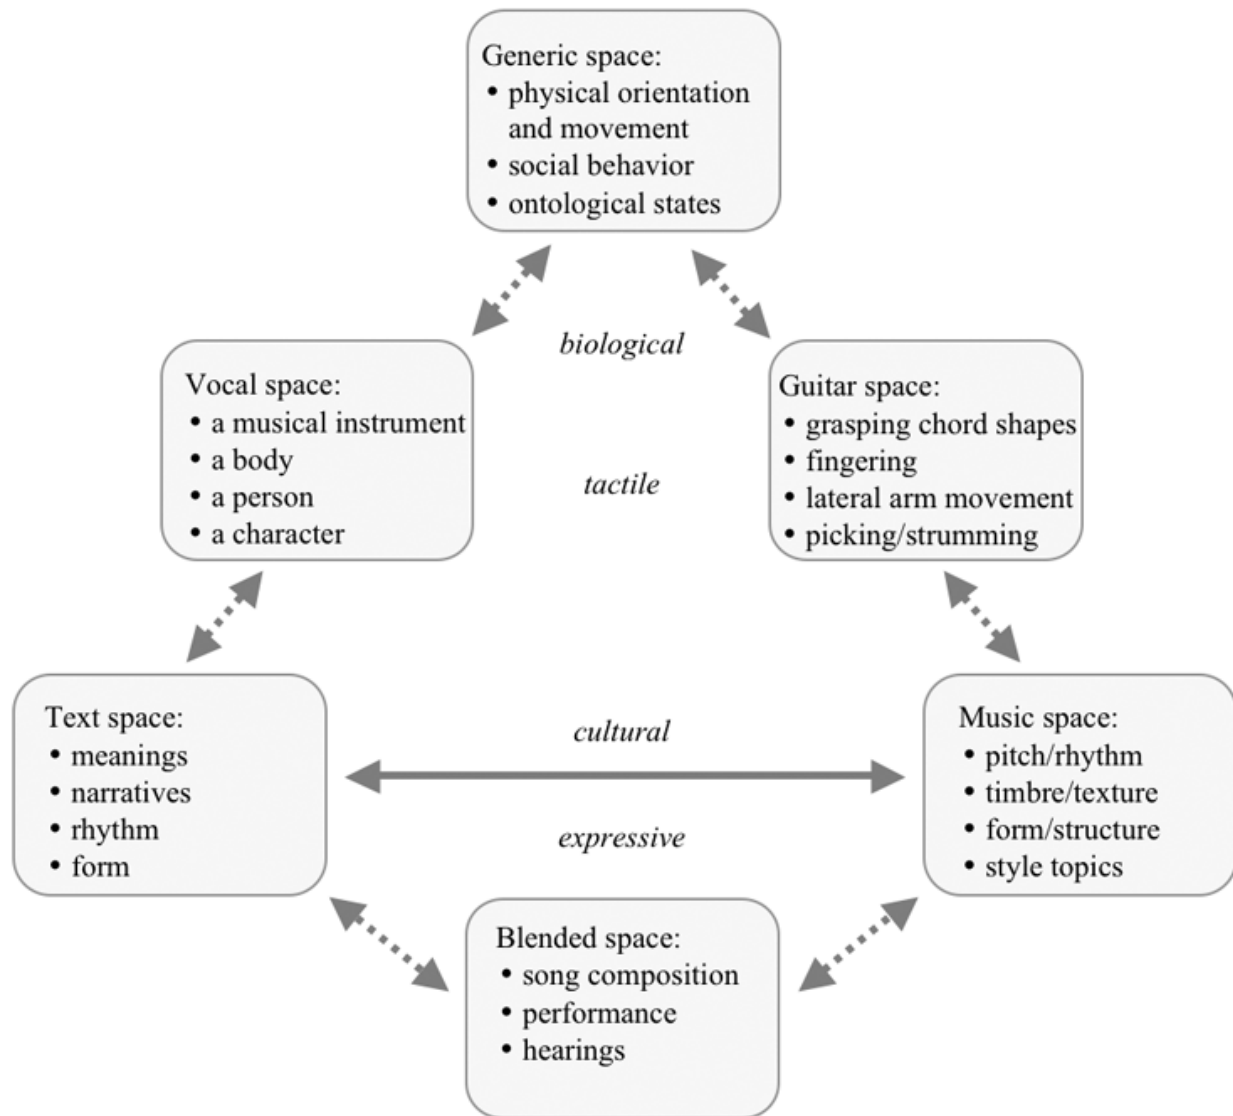 Generic space:
• physical orientation
and movement
• social behavior
• ontological states
biological
Vocal space:
• a musical instrument
• a body
• a person
• a character
Guitar space:
• grasping chord shapes
• fingering
• lateral arm movement
• picking/strumming
tactile
Text space:
• meanings
• narratives
• rhythm
• form
cultural
expressive
Music space:
• pitch/rhythm
• timbre/texture
• form/structure
• style topics
Blended space:
• song composition
• performance
• hearings